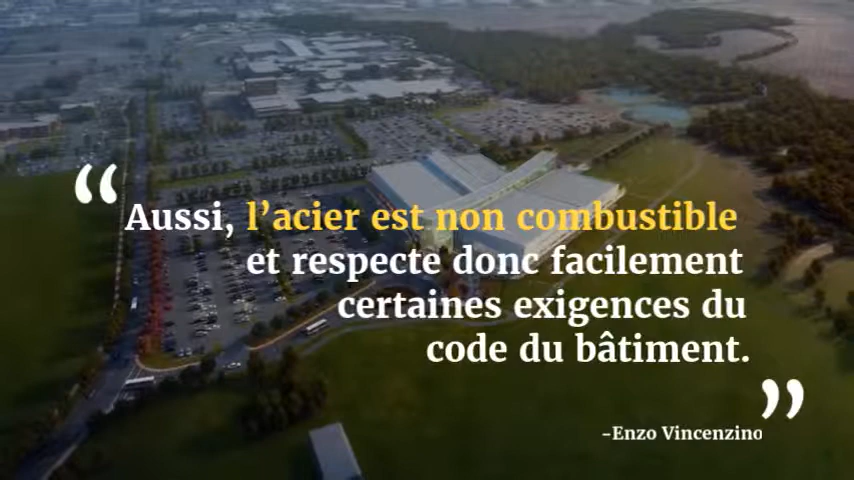 “
Aussi, l’acier est non combustible
et respecte donc facilement
certaines exigences du
code du bâtiment.
”
-Enzo Vincenzino